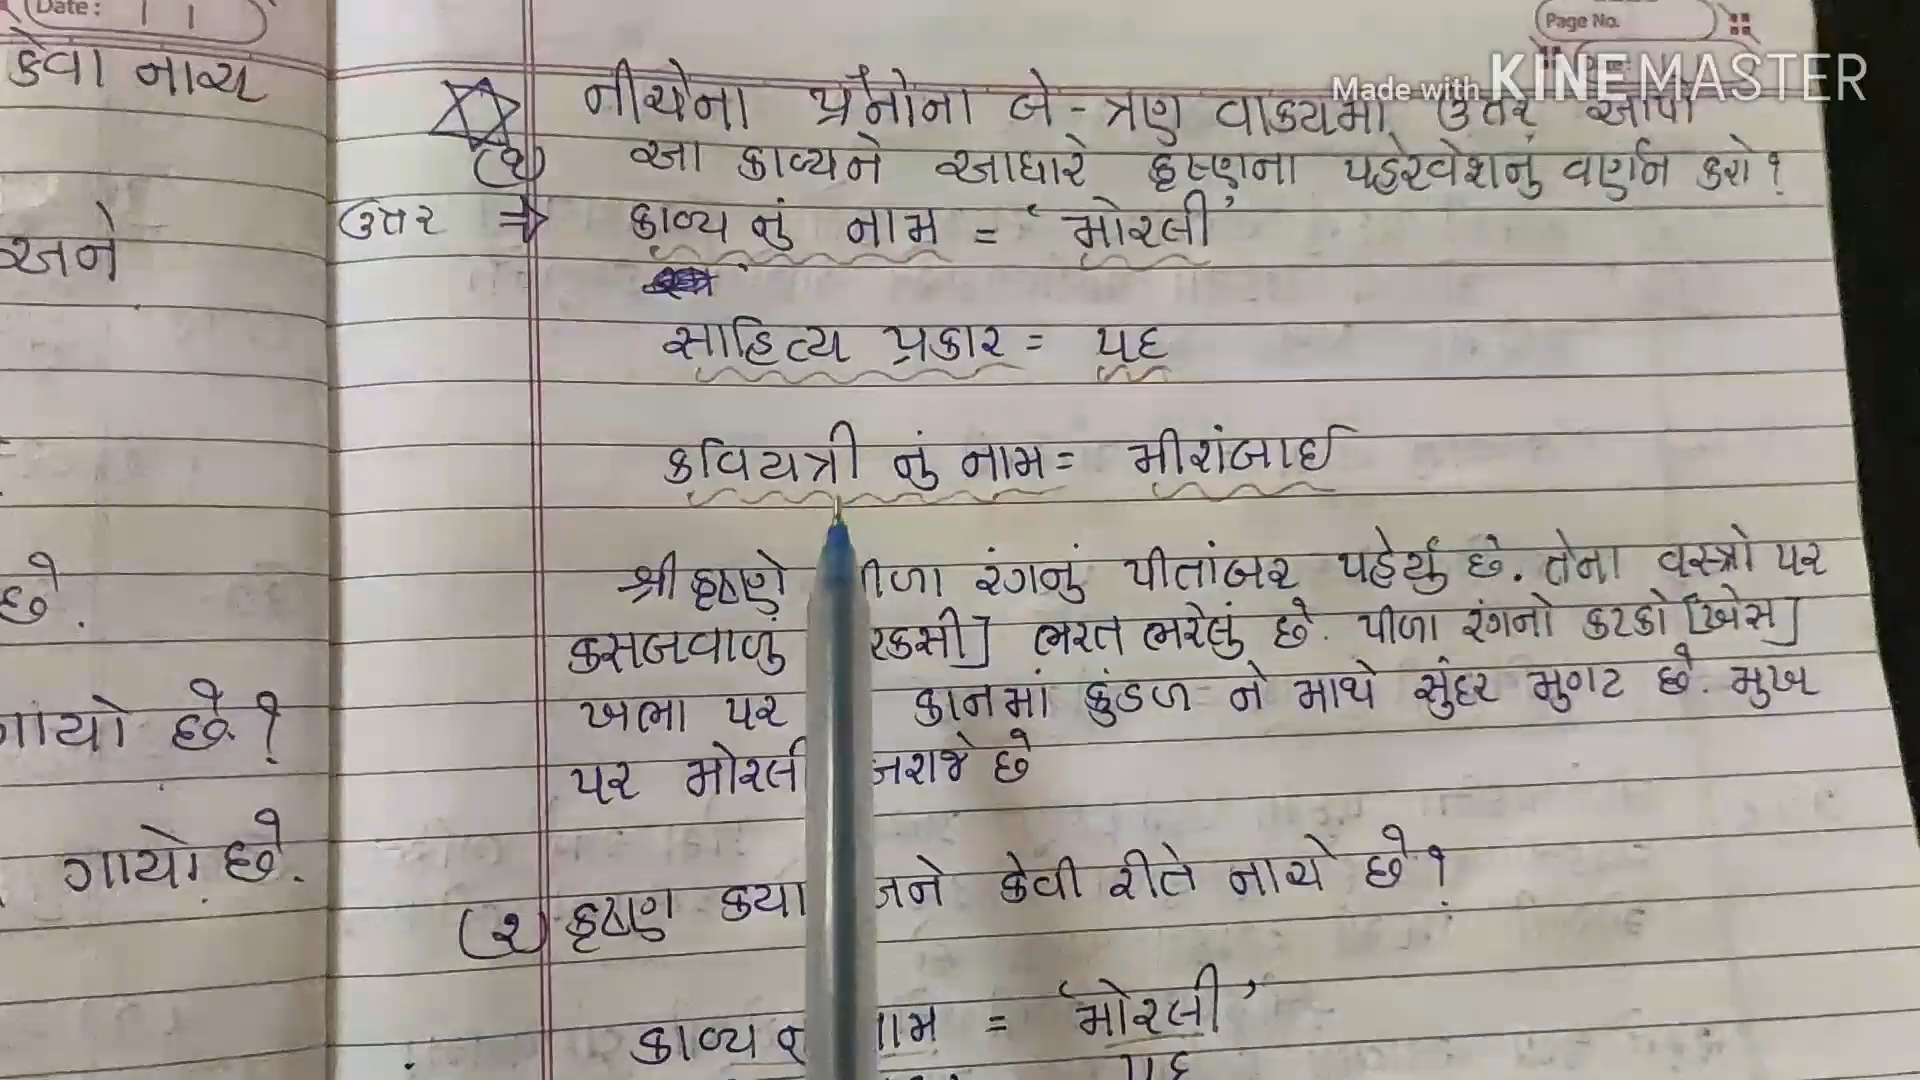 Date:
Page No.
Made with KINEMASTER
કેવા નાચ
અને
છે.
ગાયો છે.
નીચેના પ્રશ્નોના બે-ત્રણ વાક્યમાં ઉત્તર આપો
(૧) આ કાવ્યને આધારે કૃષ્ણના પહેરવેશનું વર્ણન કરો?
ઉત્તર ⇒ કાવ્ય નું નામ = 'મોરલી'
સાહિત્ય પ્રકાર = પદ
કવિયત્રી નું નામ = મીરાંબાઈ
શ્રી કૃષ્ણે રંગનું પીતાંબર પહેર્યું છે. તેના વસ્ત્રો પર
કસબવાળું ભરત ભરેલું છે. પીળા રંગનો કટકો [ખેસ]
ખભા પર કાનમાં કુંડળ ને માથે સુંદર મુગટ છે. મુખ
પર છે
(૨) કૃષ્ણ કેવી રીતે નાચે છે?
કાવ્ય = 'મોરલી'
પદ